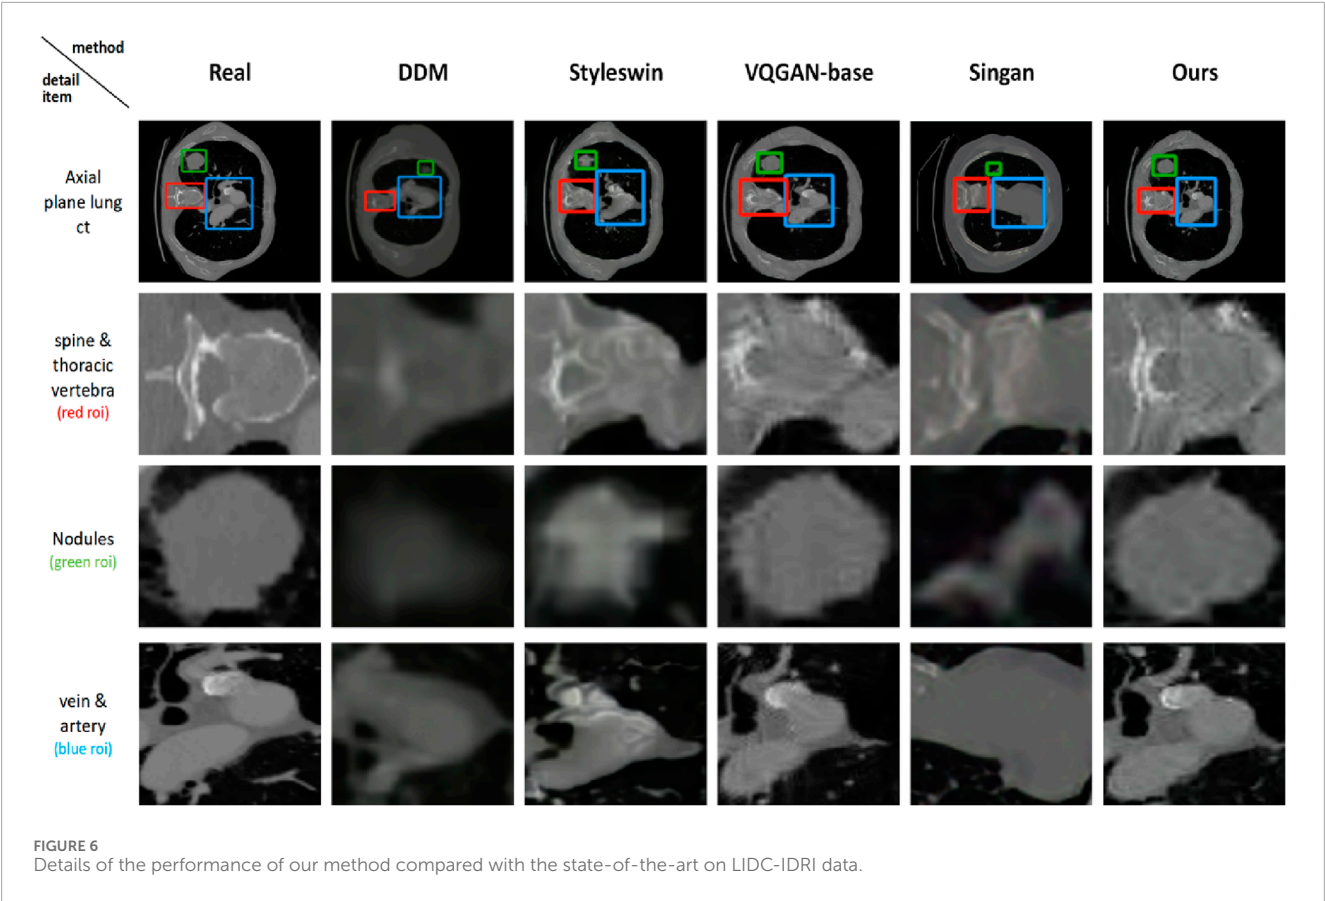 method
detail
item
Real
DDM
Styleswin
VQGAN-base
Singan
Ours
Axial
plane lung
ct
spine &
thoracic
vertebra
(red roi)
Nodules
(green roi)
vein &
artery
(blue roi)
FIGURE 6
Details of the performance of our method compared with the state-of-the-art on LIDC-IDRI data.